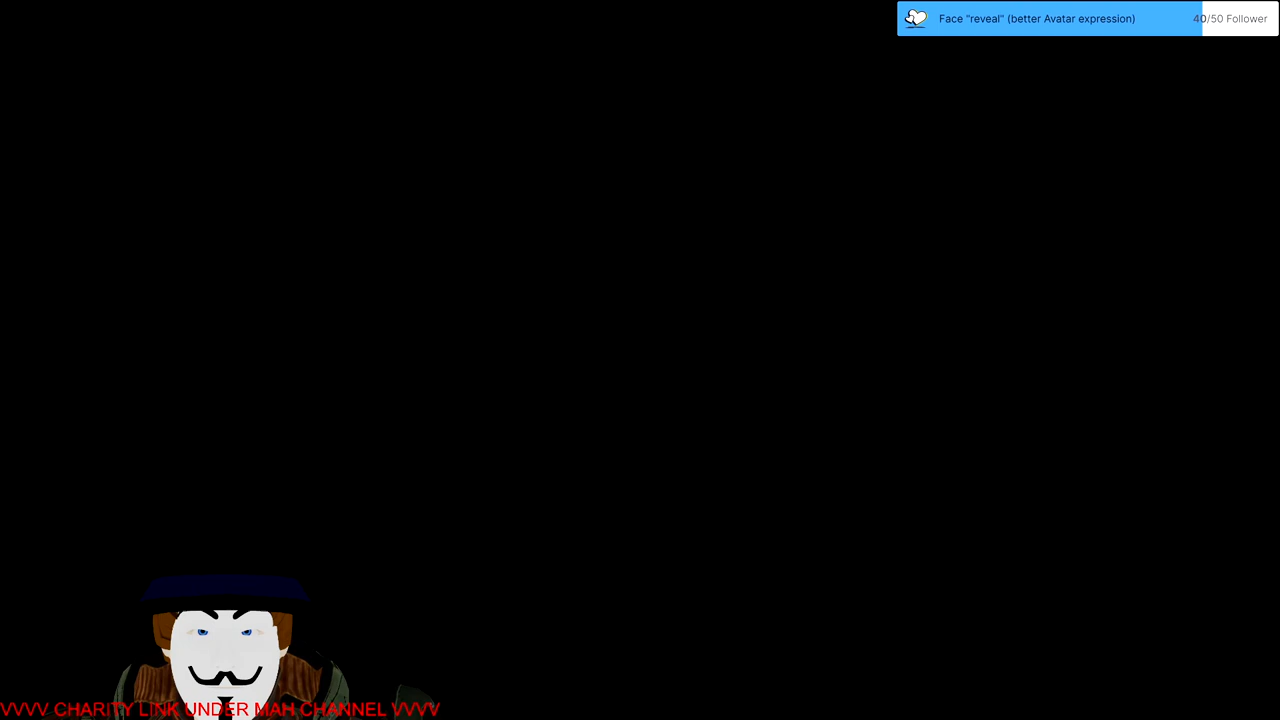 Face "reveal" (better Avatar expression) 40/50 Follower
VVVV CHARITY LINK UNDER MAH CHANNEL VVVV